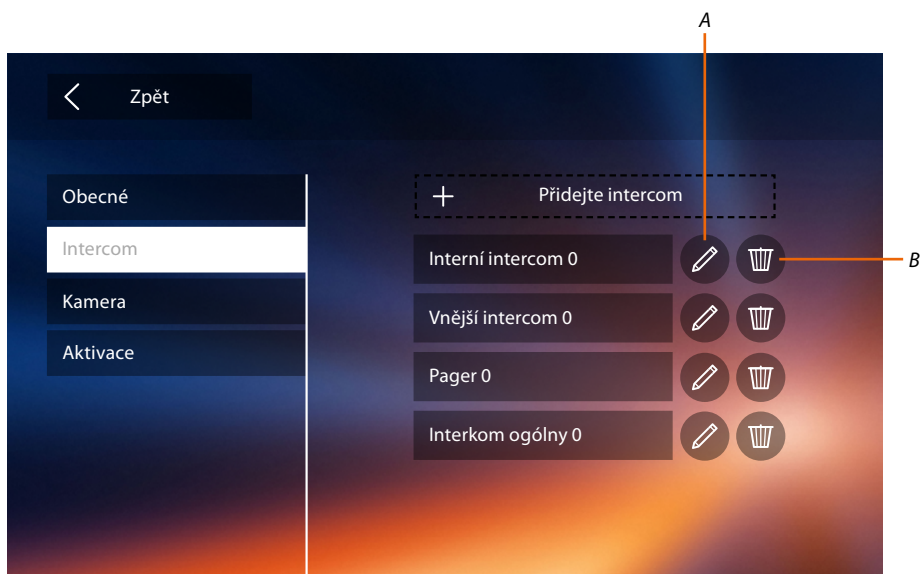 A
Zpět
Obecné
Přidejte intercom
Intercom
Interní intercom 0
B
Kamera
Vnější intercom 0
Aktivace
Pager 0
Interkom ogólny 0